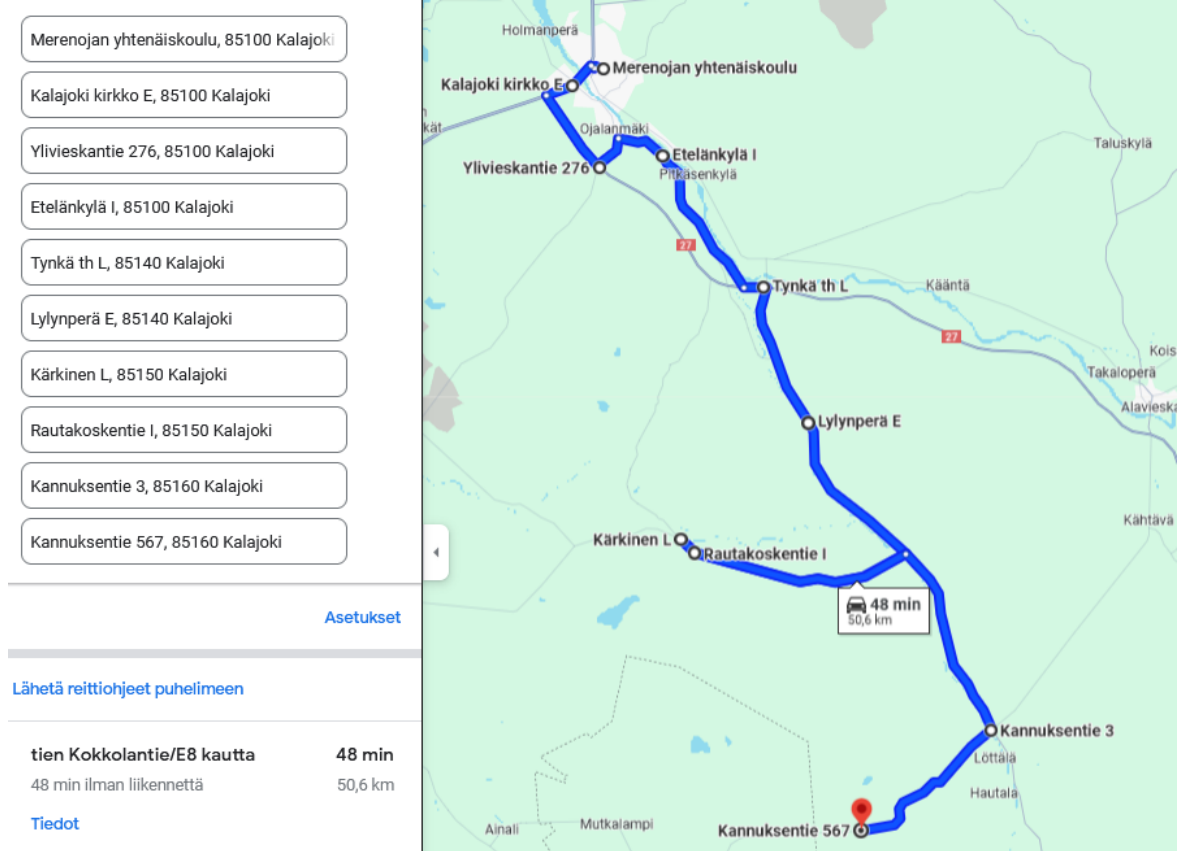 Merenojan yhtenäiskoulu, 85100 Kalajoki
Kalajoki kirkko E, 85100 Kalajoki
Ylivieskantie 276, 85100 Kalajoki
Etelänkylä I, 85100 Kalajoki
Tynkä th L, 85140 Kalajoki
Lylynperä E, 85140 Kalajoki
Kärkinen L, 85150 Kalajoki
Rautakoskentie I, 85150 Kalajoki
Kannuksentie 3, 85160 Kalajoki
Kannuksentie 567, 85160 Kalajoki
Asetukset
Lähetä reittiohjeet puhelimeen
tien Kokkolantie/E8 kautta 48 min
48 min ilman liikennettä 50,6 km
Tiedot
Holmanperä
Merenojan yhtenäiskoulu
Kalajoki kirkko E
kät
Ojalanmäki
Taluskylä
Etelänkylä I
Ylivieskantie 276
Pitkäsenkylä
27
Tynkä th L
Kääntä
27
Kois
Takaloperä
Alavieska
Lylynperä E
Kähtävä
Kärkinen L
Rautakoskentie I
48 min
50,6 km
Kannuksentie 3
Löttälä
Hautala
Ainali
Mutkalampi
Kannuksentie 567